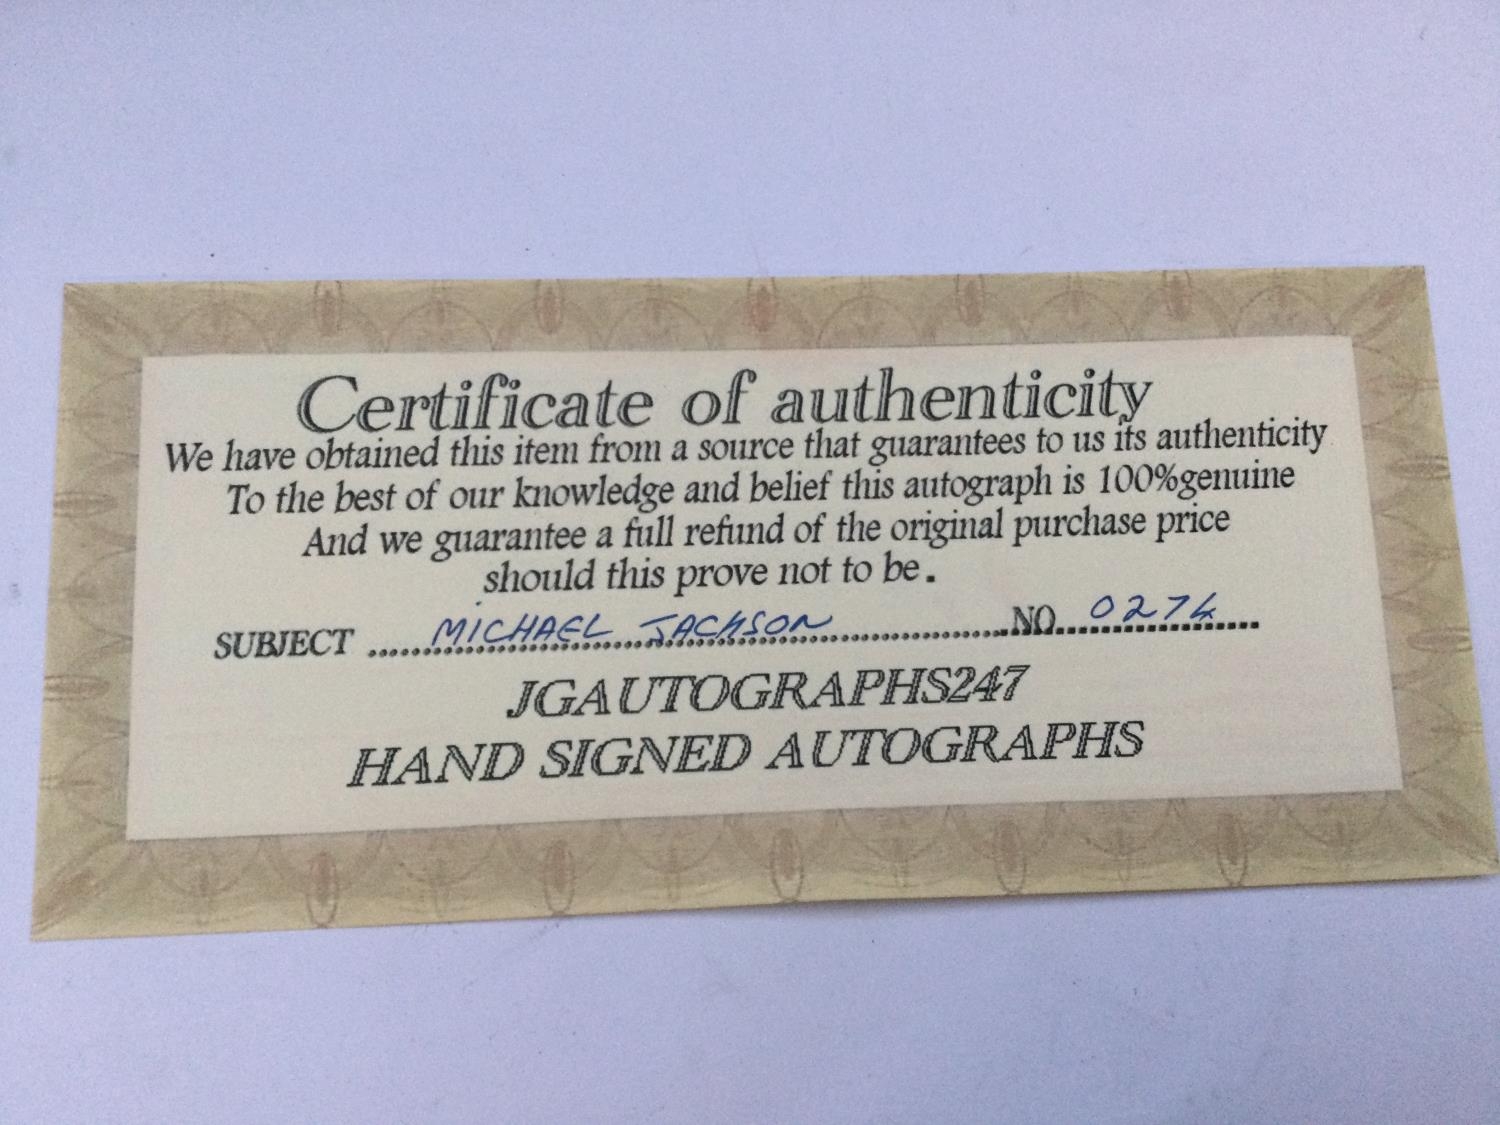 Certificate of authenticity
We have obtained this item from a source that guarantees to us its authenticity
To the best of our knowledge and belief this autograph is 100%genuine
And we guarantee a full refund of the original purchase price
should this prove not to be.
SUBJECT ....MICHAEL JACKSON.................NO...0274....
JGAUTOGRAPHS247
HAND SIGNED AUTOGRAPHS